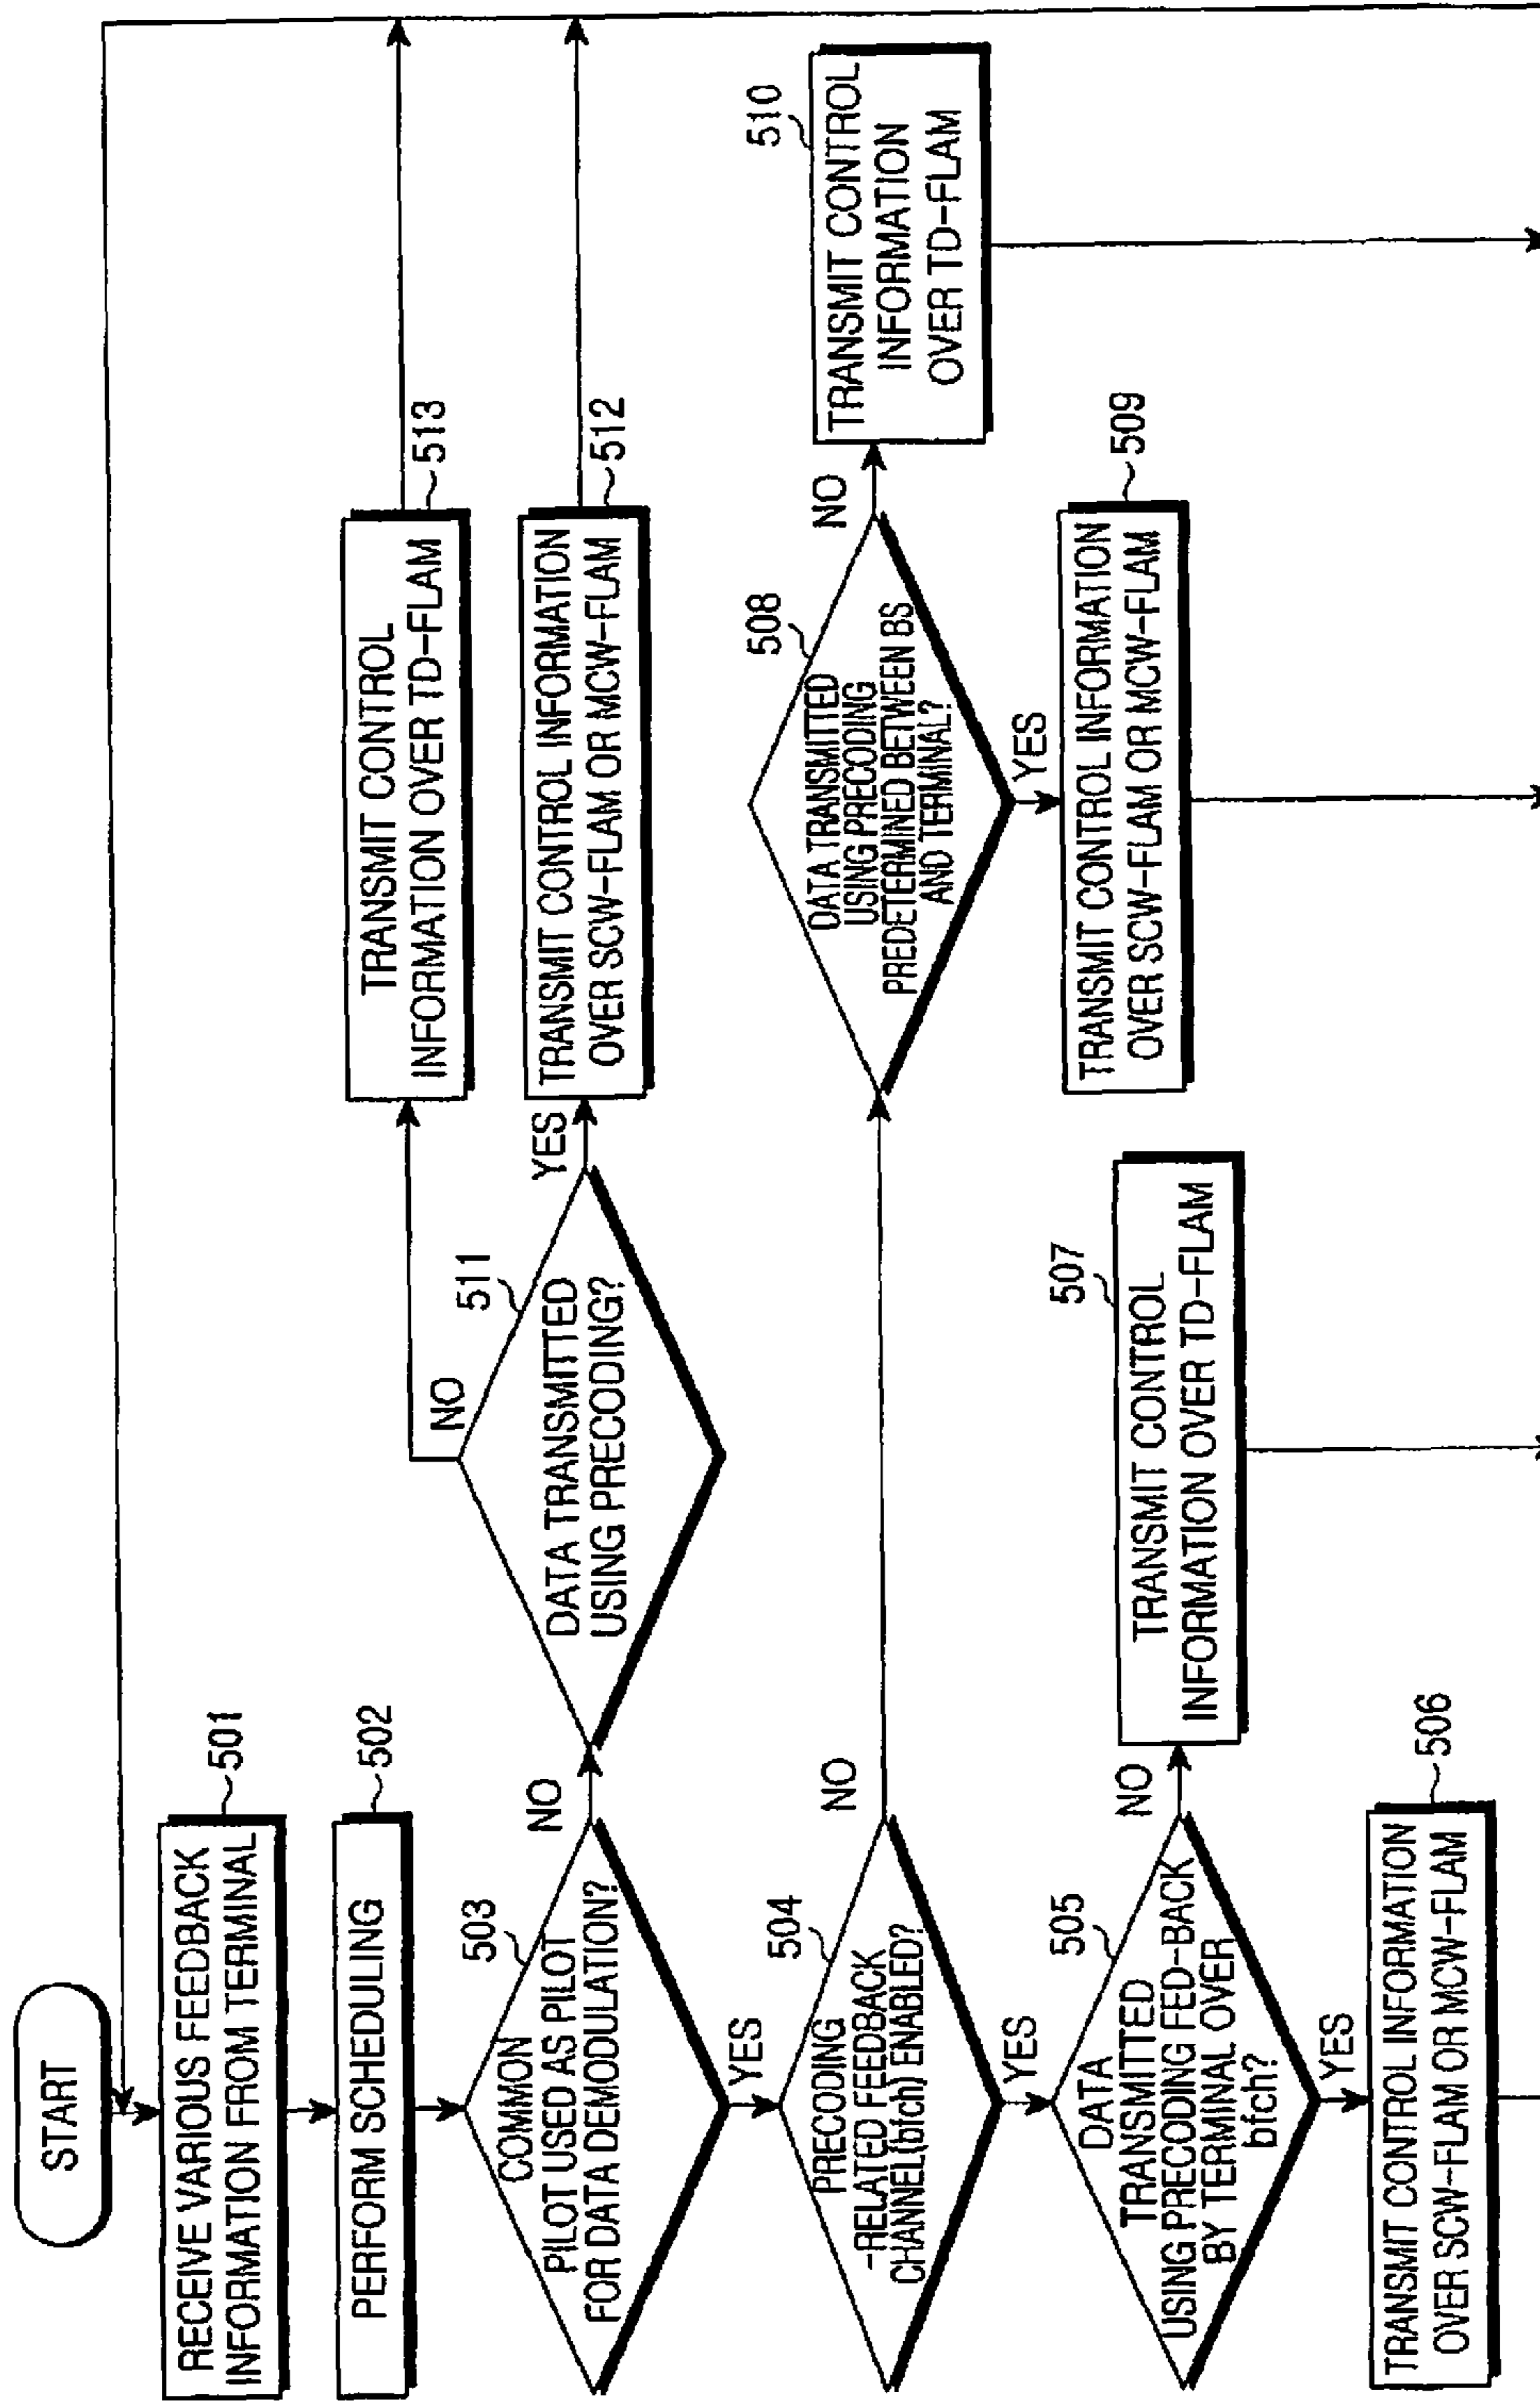 START
RECEIVE VARIOUS FEEDBACK
INFORMATION FROM TERMINAL
501
PERFORM SCHEDULING
502
503
COMMON
PILOT USED AS PILOT
FOR DATA DEMODULATION?
NO
YES
511
DATA TRANSMITTED
USING PRECODING?
NO
YES
TRANSMIT CONTROL
INFORMATION OVER TD-FLAM
513
TRANSMIT CONTROL INFORMATION
OVER SCW-FLAM OR MCW-FLAM
512
504
PRECODING
-RELATED FEEDBACK
CHANNEL(bfch) ENABLED?
NO
YES
508
DATA TRANSMITTED
USING PRECODING
PREDETERMINED BETWEEN BS
AND TERMINAL?
NO
YES
510
TRANSMIT CONTROL
INFORMATION
OVER TD-FLAM
TRANSMIT CONTROL INFORMATION
OVER SCW-FLAM OR MCW-FLAM
509
505
DATA
TRANSMITTED
USING PRECODING FED-BACK
BY TERMINAL OVER
bfch?
NO
YES
507
TRANSMIT CONTROL
INFORMATION OVER TD-FLAM
TRANSMIT CONTROL INFORMATION
OVER SCW-FLAM OR MCW-FLAM
506